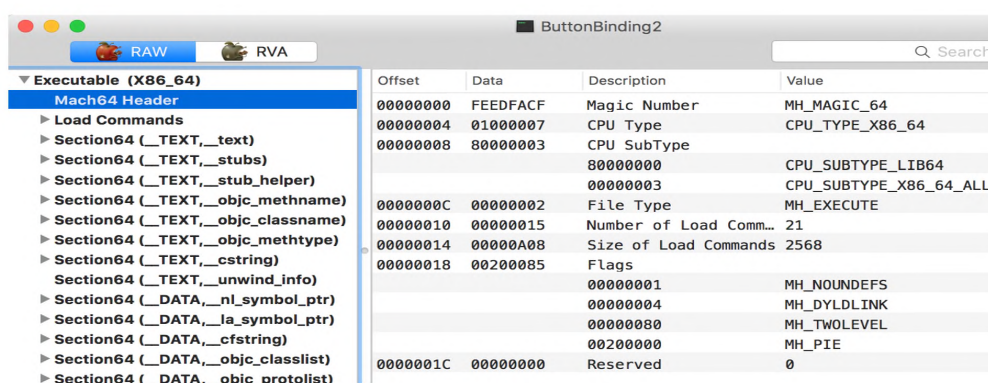 ButtonBinding2
RAW RVA Search
Executable (X86_64)
Mach64 Header
Load Commands
Section64 (__TEXT,__text)
Section64 (__TEXT,__stubs)
Section64 (__TEXT,__stub_helper)
Section64 (__TEXT,__objc_methname)
Section64 (__TEXT,__objc_classname)
Section64 (__TEXT,__objc_methtype)
Section64 (__TEXT,__cstring)
Section64 (__TEXT,__unwind_info)
Section64 (__DATA,__nl_symbol_ptr)
Section64 (__DATA,__la_symbol_ptr)
Section64 (__DATA,__cfstring)
Section64 (__DATA,__objc_classlist)
Section64 (__DATA,__objc_protolist)
Offset Data Description Value
00000000 FEEDFACF Magic Number MH_MAGIC_64
00000004 01000007 CPU Type CPU_TYPE_X86_64
00000008 80000003 CPU SubType
80000000 CPU_SUBTYPE_LIB64
00000003 CPU_SUBTYPE_X86_64_ALL
0000000C 00000002 File Type MH_EXECUTE
00000010 00000015 Number of Load Comm… 21
00000014 00000A08 Size of Load Commands 2568
00000018 00200085 Flags
00000001 MH_NOUNDEFS
00000004 MH_DYLDLINK
00000080 MH_TWOLEVEL
00200000 MH_PIE
0000001C 00000000 Reserved 0